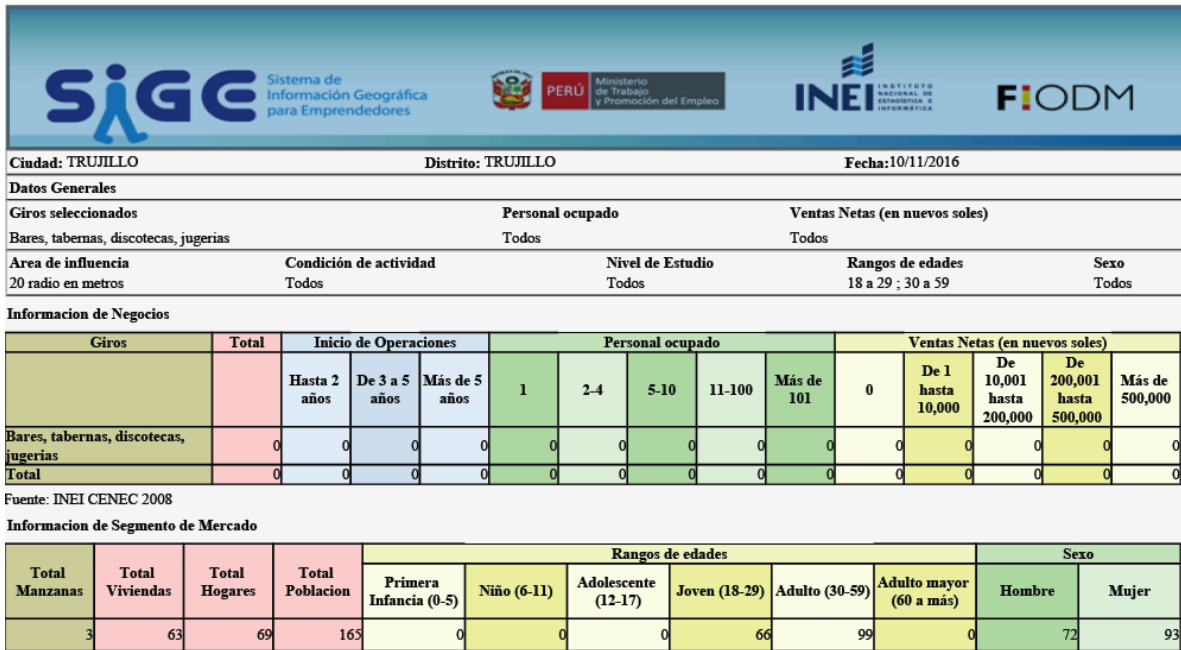 SiGE Sistema de
Información Geográfica
para Emprendedores
PERÚ Ministerio
de Trabajo
y Promoción del Empleo
INEI INSTITUTO
NACIONAL DE
ESTADÍSTICA E
INFORMÁTICA
FiODM
Ciudad: TRUJILLO Distrito: TRUJILLO Fecha:10/11/2016
Datos Generales
Giros seleccionados Personal ocupado Ventas Netas (en nuevos soles)
Bares, tabernas, discotecas, jugerias Todos Todos
Area de influencia Condición de actividad Nivel de Estudio Rangos de edades Sexo
20 radio en metros Todos Todos 18 a 29 ; 30 a 59 Todos
Informacion de Negocios
Giros Total Inicio de Operaciones Personal ocupado Ventas Netas (en nuevos soles)
Hasta 2 años De 3 a 5 años Más de 5 años 1 2-4 5-10 11-100 Más de 101 0 De 1 hasta 10,000 De 10,001 hasta 200,000 De 200,001 hasta 500,000 Más de 500,000
Bares, tabernas, discotecas, jugerias 0 0 0 0 0 0 0 0 0 0 0 0 0 0
Total 0 0 0 0 0 0 0 0 0 0 0 0 0 0
Fuente: INEI CENEC 2008
Informacion de Segmento de Mercado
Total Manzanas Total Viviendas Total Hogares Total Poblacion Rangos de edades Sexo
Primera Infancia (0-5) Niño (6-11) Adolescente (12-17) Joven (18-29) Adulto (30-59) Adulto mayor (60 a más) Hombre Mujer
3 63 69 165 0 0 0 66 99 0 72 93